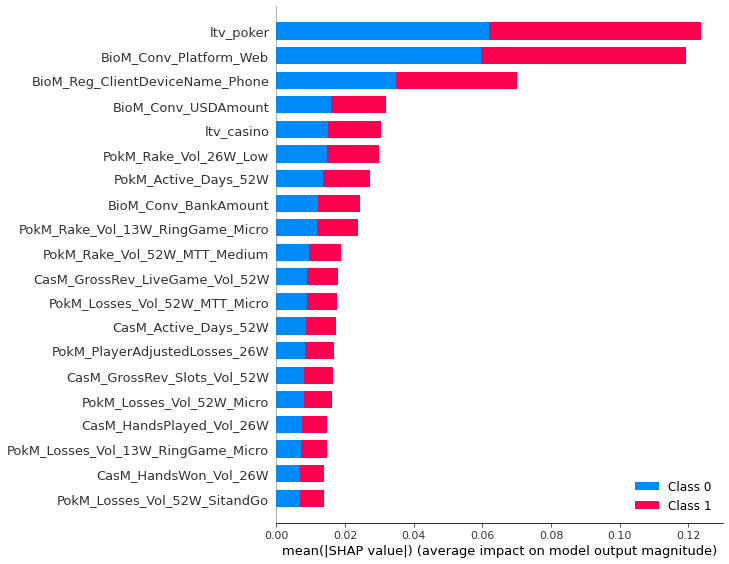 ltv_poker
BioM_Conv_Platform_Web
BioM_Reg_ClientDeviceName_Phone
BioM_Conv_USDAmount
ltv_casino
PokM_Rake_Vol_26W_Low
PokM_Active_Days_52W
BioM_Conv_BankAmount
PokM_Rake_Vol_13W_RingGame_Micro
PokM_Rake_Vol_52W_MTT_Medium
CasM_GrossRev_LiveGame_Vol_52W
PokM_Losses_Vol_52W_MTT_Micro
CasM_Active_Days_52W
PokM_PlayerAdjustedLosses_26W
CasM_GrossRev_Slots_Vol_52W
PokM_Losses_Vol_52W_Micro
CasM_HandsPlayed_Vol_26W
PokM_Losses_Vol_13W_RingGame_Micro
CasM_HandsWon_Vol_26W
PokM_Losses_Vol_52W_SitandGo
Class 0
Class 1
0.00 0.02 0.04 0.06 0.08 0.10 0.12
mean(|SHAP value|) (average impact on model output magnitude)